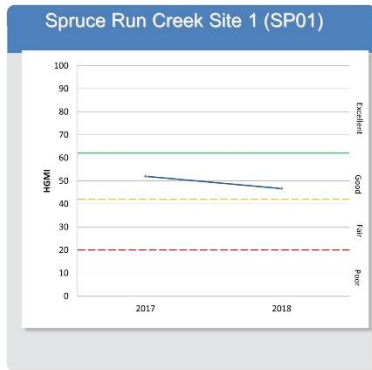 Spruce Run Creek Site 1 (SP01)
100
90
80
70
60
50
40
30
20
10
0
HGMI
Excellent
Good
Fair
Poor
2017
2018